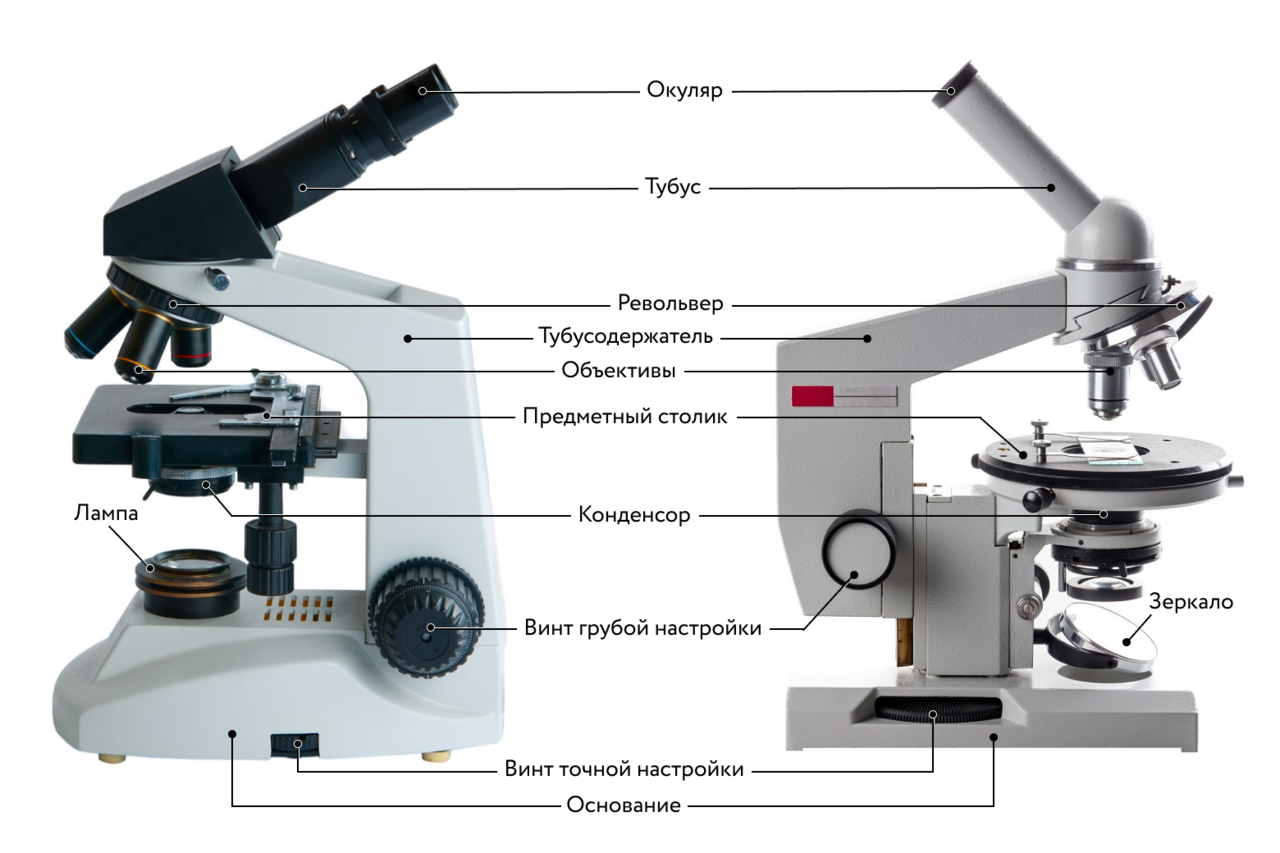 Окуляр
Тубус
Револьвер
Тубусодержатель
Объективы
Предметный столик
Лампа
Конденсор
Зеркало
Винт грубой настройки
Винт точной настройки
Основание